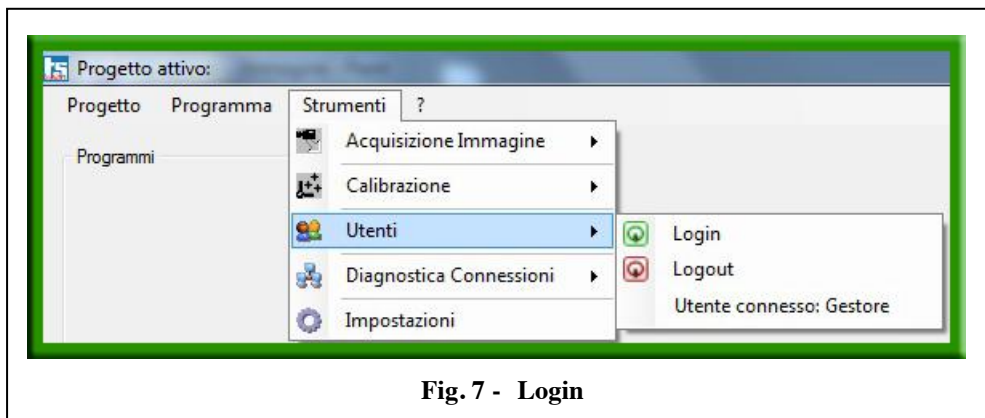 Progetto attivo:
Progetto Programma Strumenti ?
Programmi
Acquisizione Immagine
Calibrazione
Utenti
Diagnostica Connessioni
Impostazioni
Login
Logout
Utente connesso: Gestore
Fig. 7 - Login